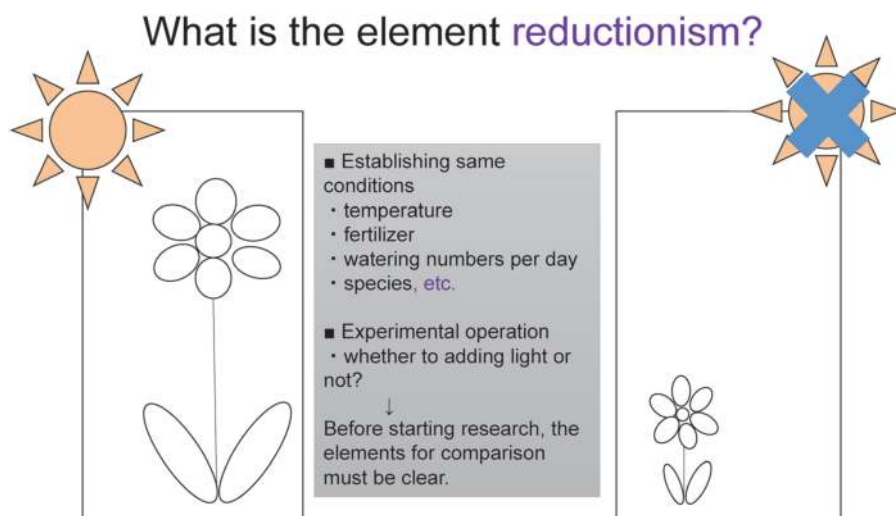 What is the element reductionism?
■ Establishing same
conditions
・temperature
・fertilizer
・watering numbers per day
・species, etc.
■ Experimental operation
・whether to adding light or
not?
↓
Before starting research, the
elements for comparison
must be clear.